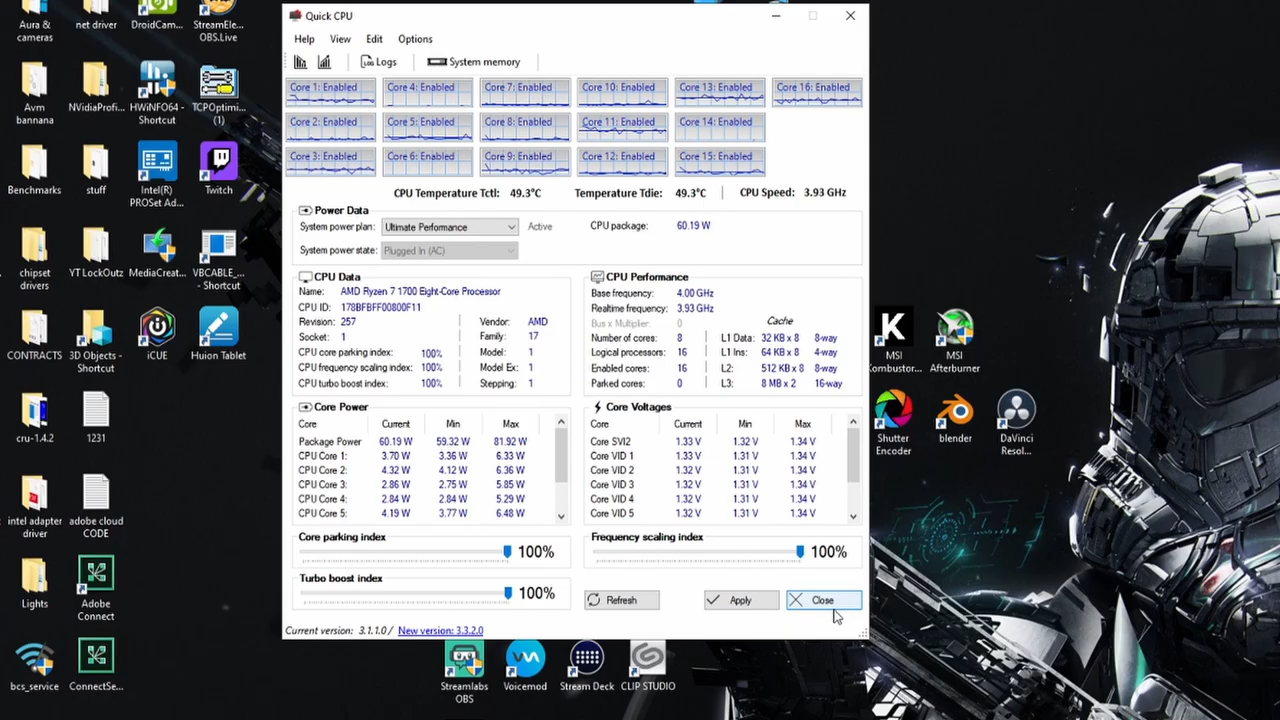 Aura &
cameras
net driver
DroidCam...
StreamEle...
OBS.Live
Avm
bannana
NVidiaProfi...
HWiNFO64 -
Shortcut
TCPOptimi...
(1)
Benchmarks
stuff
Intel(R)
PROSet Ad...
Twitch
chipset
drivers
YT LockOutz
MediaCreat...
VBCABLE_...
- Shortcut
CONTRACTS
3D Objects -
Shortcut
iCUE
Huion Tablet
cru-1.4.2
1231
intel adapter
driver
adobe cloud
CODE
Lights
Adobe
Connect
bcs_service
ConnectSe...
Quick CPU
Help View Edit Options
LOG Logs System memory
Core 1: Enabled Core 4: Enabled Core 7: Enabled Core 10: Enabled Core 13: Enabled Core 16: Enabled
Core 2: Enabled Core 5: Enabled Core 8: Enabled Core 11: Enabled Core 14: Enabled
Core 3: Enabled Core 6: Enabled Core 9: Enabled Core 12: Enabled Core 15: Enabled
CPU Temperature Tctl: 49.3°C Temperature Tdie: 49.3°C CPU Speed: 3.93 GHz
Power Data
System power plan: Ultimate Performance Active CPU package: 60.19 W
System power state: Plugged In (AC)
CPU Data
Name: AMD Ryzen 7 1700 Eight-Core Processor
CPU ID: 178BFBFF00800F11
Revision: 257 Vendor: AMD
Socket: 1 Family: 17
CPU core parking index: 100% Model: 1
CPU frequency scaling index: 100% Model Ex: 1
CPU turbo boost index: 100% Stepping: 1
CPU Performance
Base frequency: 4.00 GHz
Realtime frequency: 3.93 GHz
Bus x Multiplier: 0 Cache
Number of cores: 8 L1 Data: 32 KB x 8 8-way
Logical processors: 16 L1 Ins: 64 KB x 8 4-way
Enabled cores: 16 L2: 512 KB x 8 8-way
Parked cores: 0 L3: 8 MB x 2 16-way
Core Power
Core Current Min Max
Package Power 60.19 W 59.32 W 81.92 W
CPU Core 1: 3.70 W 3.36 W 6.33 W
CPU Core 2: 4.32 W 4.12 W 6.36 W
CPU Core 3: 2.86 W 2.75 W 5.85 W
CPU Core 4: 2.84 W 2.84 W 5.29 W
CPU Core 5: 4.19 W 3.77 W 6.48 W
Core Voltages
Core Current Min Max
Core SVI2 1.33 V 1.32 V 1.34 V
Core VID 1 1.33 V 1.31 V 1.34 V
Core VID 2 1.32 V 1.31 V 1.34 V
Core VID 3 1.32 V 1.31 V 1.34 V
Core VID 4 1.32 V 1.31 V 1.34 V
Core VID 5 1.32 V 1.31 V 1.34 V
Core parking index
100%
Frequency scaling index
100%
Turbo boost index
100%
Refresh Apply Close
Current version: 3.1.1.0 / New version: 3.3.2.0
K
MSI
Kombustor...
MSI
Afterburner
Shutter
Encoder
blender
DaVinci
Resol...
Streamlabs
OBS
Voicemod
Stream Deck
CLIP STUDIO